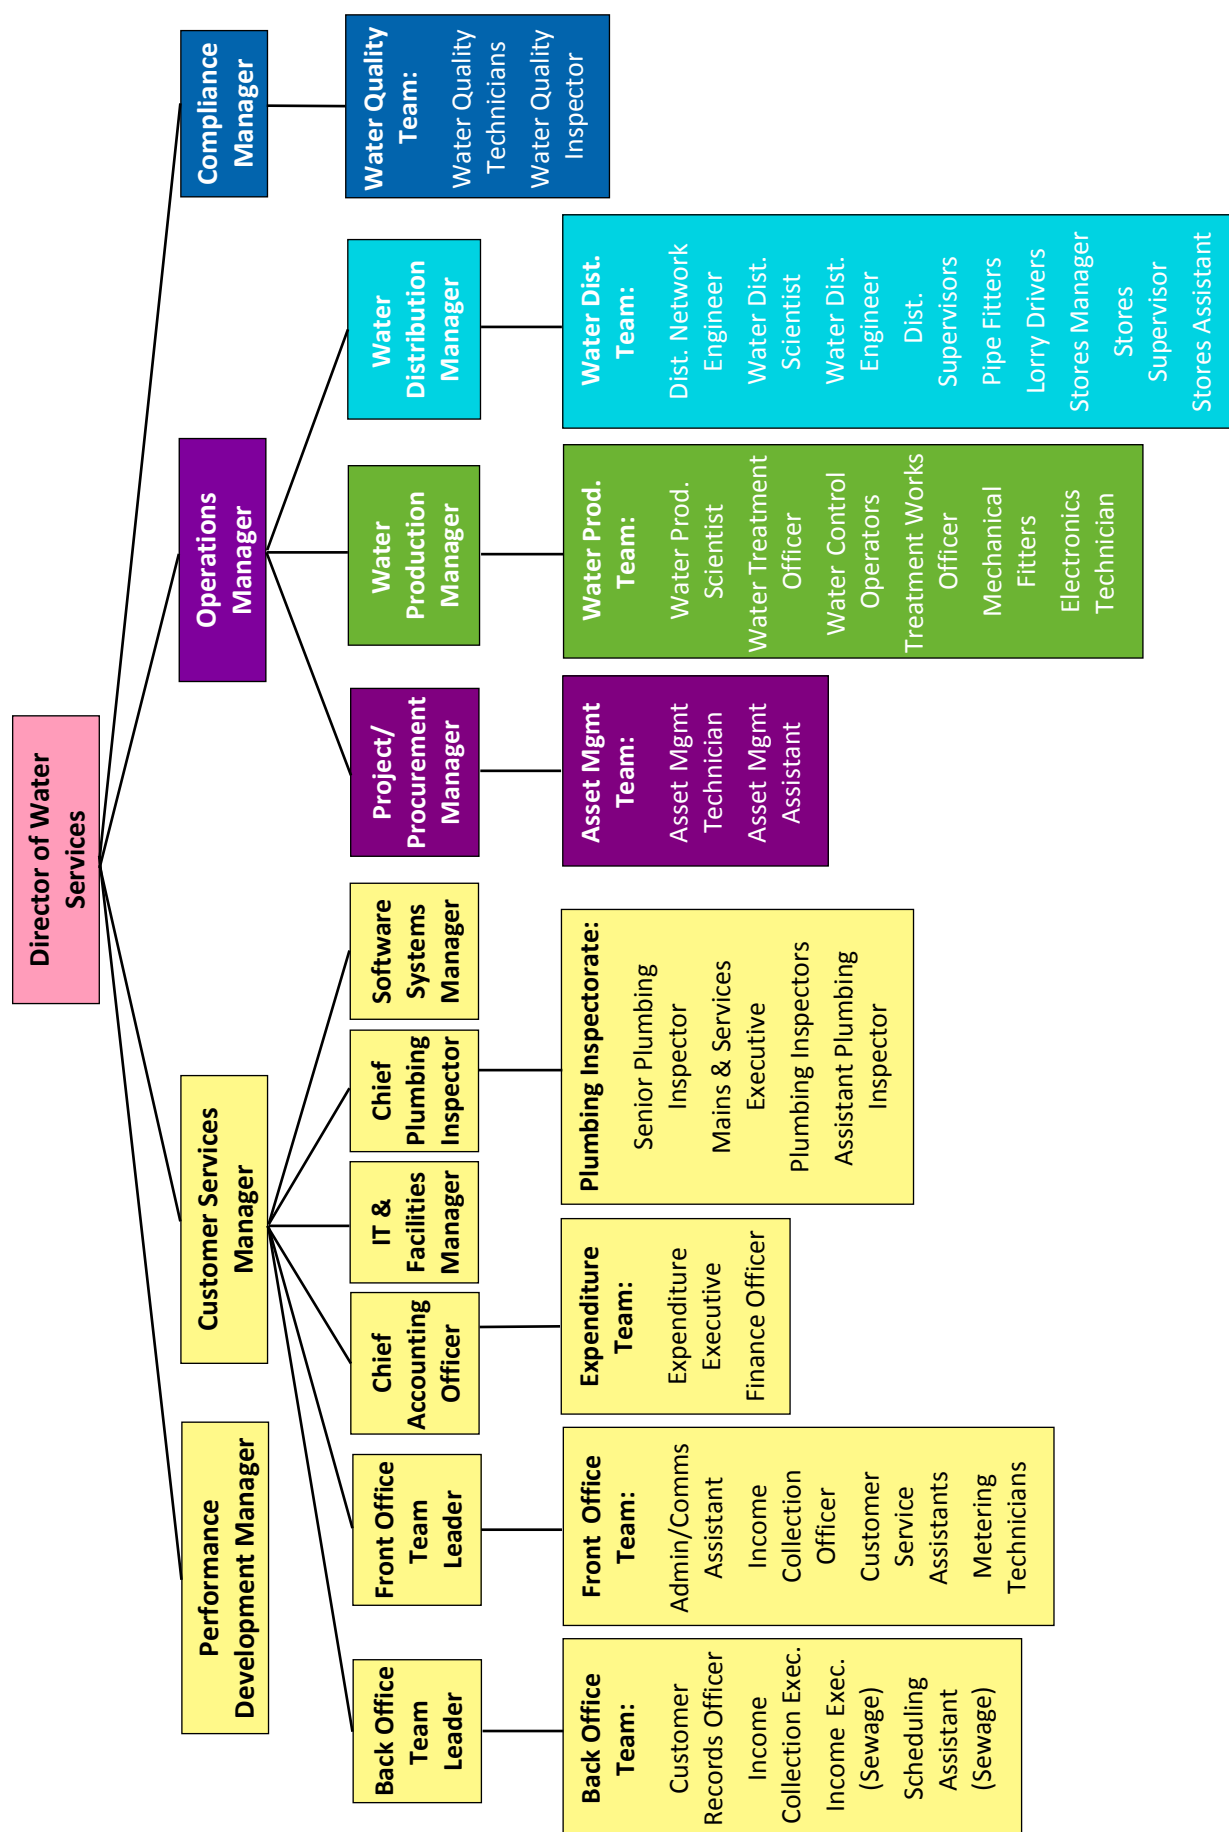 Director of Water
Services
Performance
Development Manager
Customer Services
Manager
Operations
Manager
Compliance
Manager
Back Office
Team
Leader
Front Office
Team
Leader
Chief
Accounting
Officer
IT &
Facilities
Manager
Chief
Plumbing
Inspector
Software
Systems
Manager
Project/
Procurement
Manager
Water
Production
Manager
Water
Distribution
Manager
Water Quality
Team:
Water Quality
Technicians
Water Quality
Inspector
Back Office
Team:
Customer
Records Officer
Income
Collection Exec.
Income Exec.
(Sewage)
Scheduling
Assistant
(Sewage)
Front Office
Team:
Admin/Comms
Assistant
Income
Collection
Officer
Customer
Service
Assistants
Metering
Technicians
Expenditure
Team:
Expenditure
Executive
Finance Officer
Plumbing Inspectorate:
Senior Plumbing
Inspector
Mains & Services
Executive
Plumbing Inspectors
Assistant Plumbing
Inspector
Asset Mgmt
Team:
Asset Mgmt
Technician
Asset Mgmt
Assistant
Water Prod.
Team:
Water Prod.
Scientist
Water Treatment
Officer
Water Control
Operators
Treatment Works
Officer
Mechanical
Fitters
Electronics
Technician
Water Dist.
Team:
Dist. Network
Engineer
Water Dist.
Scientist
Water Dist.
Engineer
Dist.
Supervisors
Pipe Fitters
Lorry Drivers
Stores Manager
Stores
Supervisor
Stores Assistant